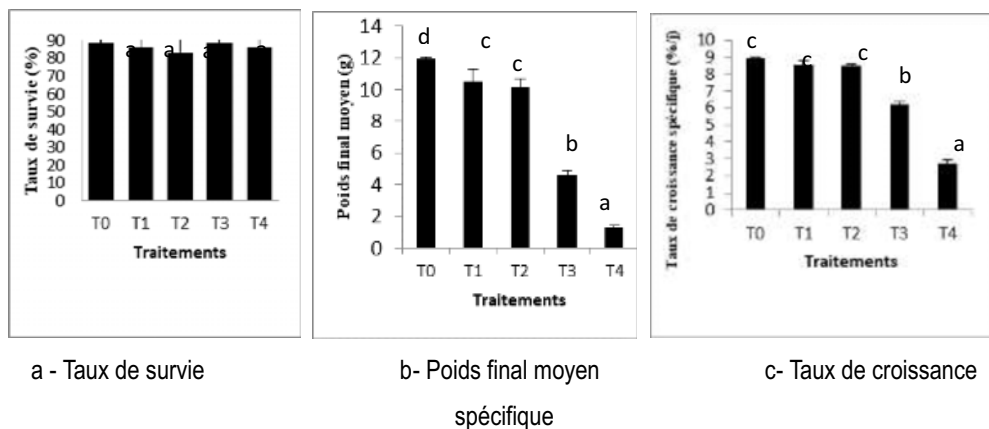 Taux de survie (%)
90
80
70
60
50
40
30
20
10
0
a a a a
T0 T1 T2 T3 T4
Traitements
Poids final moyen (g)
14
12
10
8
6
4
2
0
d c c b a
T0 T1 T2 T3 T4
Traitements
Taux de croissance spécifique (%/j)
10
9
8
7
6
5
4
3
2
1
0
c c c b a
T0 T1 T2 T3 T4
Traitements
a - Taux de survie
b- Poids final moyen
c- Taux de croissance
spécifique